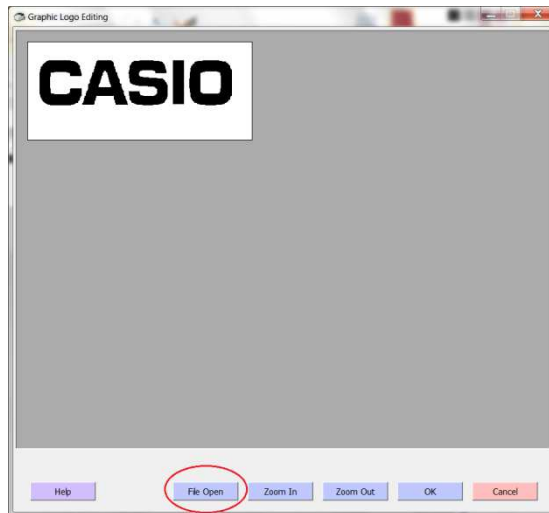 Graphic Logo Editing
CASIO
Help
File Open
Zoom In
Zoom Out
OK
Cancel